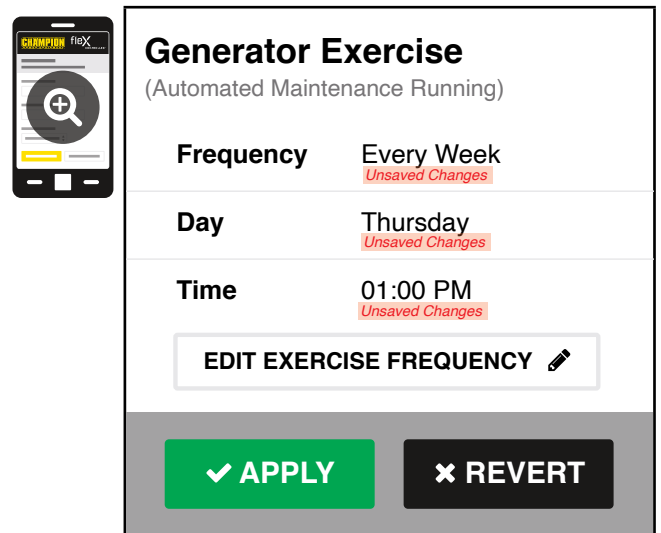 CHAMPION fleX
CONTROLLER
Generator Exercise
(Automated Maintenance Running)
Frequency Every Week
Unsaved Changes
Day Thursday
Unsaved Changes
Time 01:00 PM
Unsaved Changes
EDIT EXERCISE FREQUENCY
APPLY REVERT